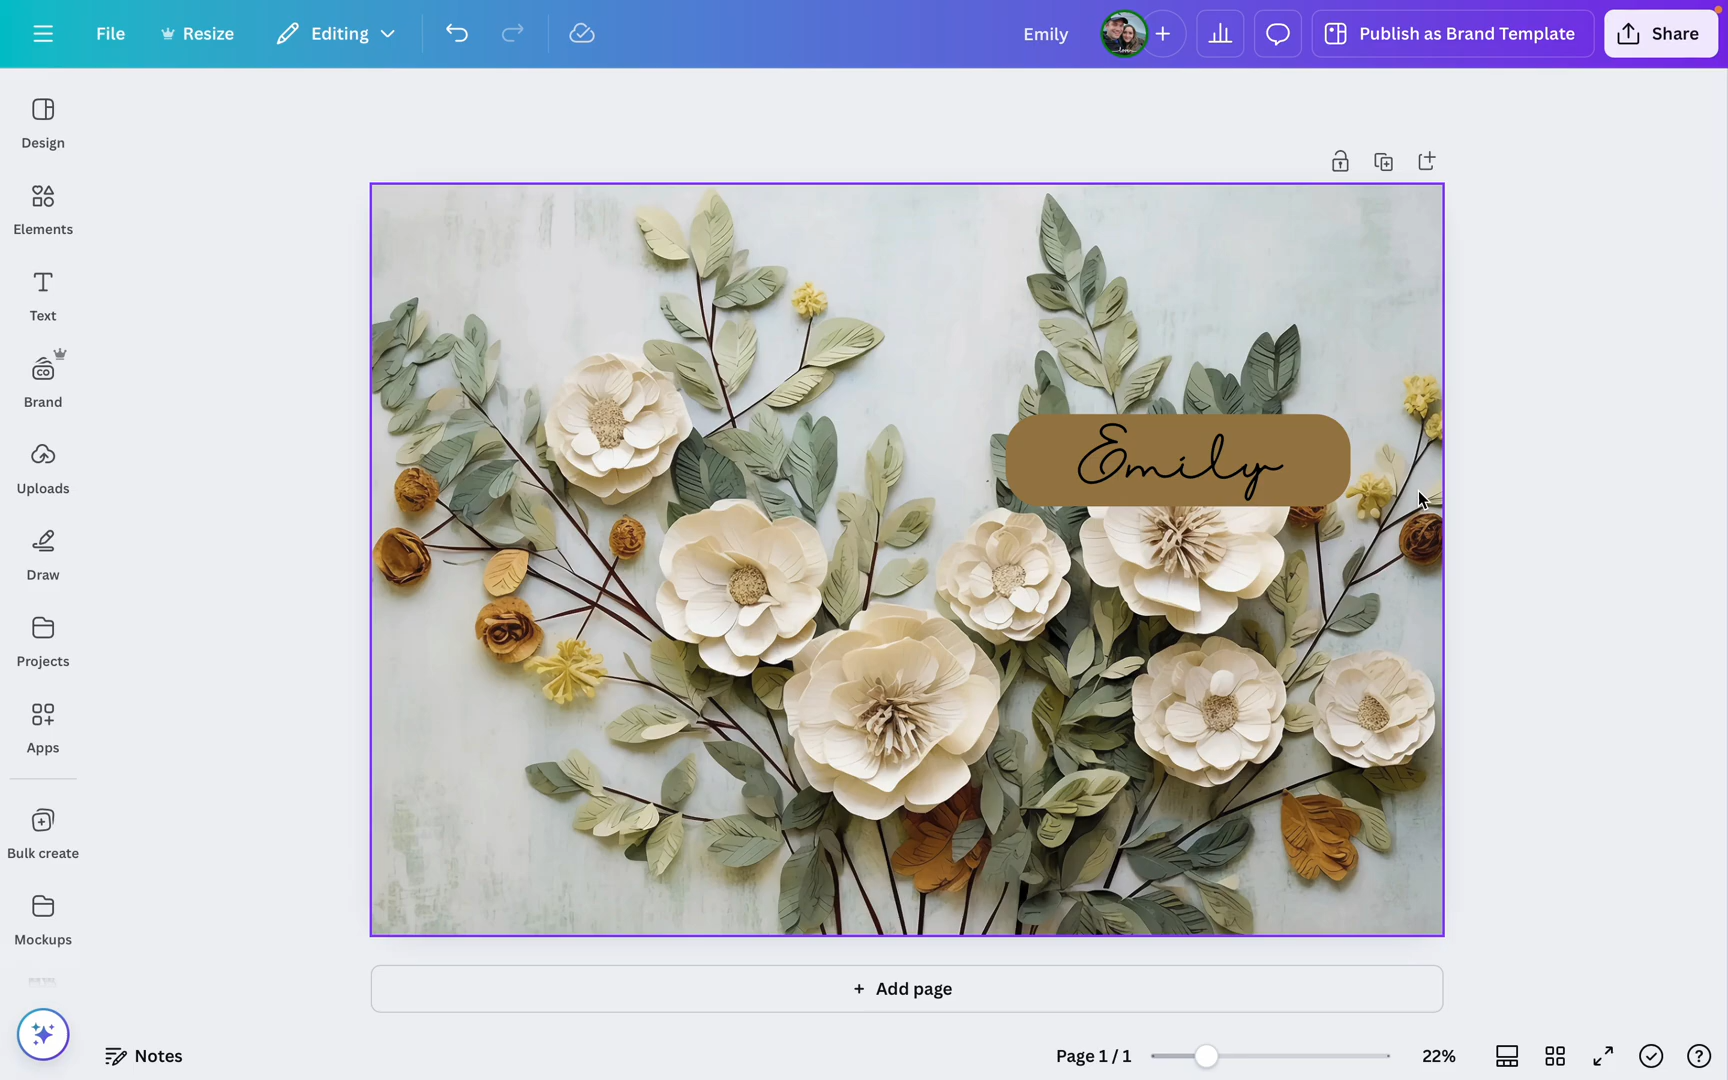 File
Resize
Editing
Emily
+
Publish as Brand Template
Share
Design
Elements
Text
Brand
Uploads
Draw
Projects
Apps
Bulk create
Mockups
Emily
+ Add page
Notes
Page 1 / 1
22%